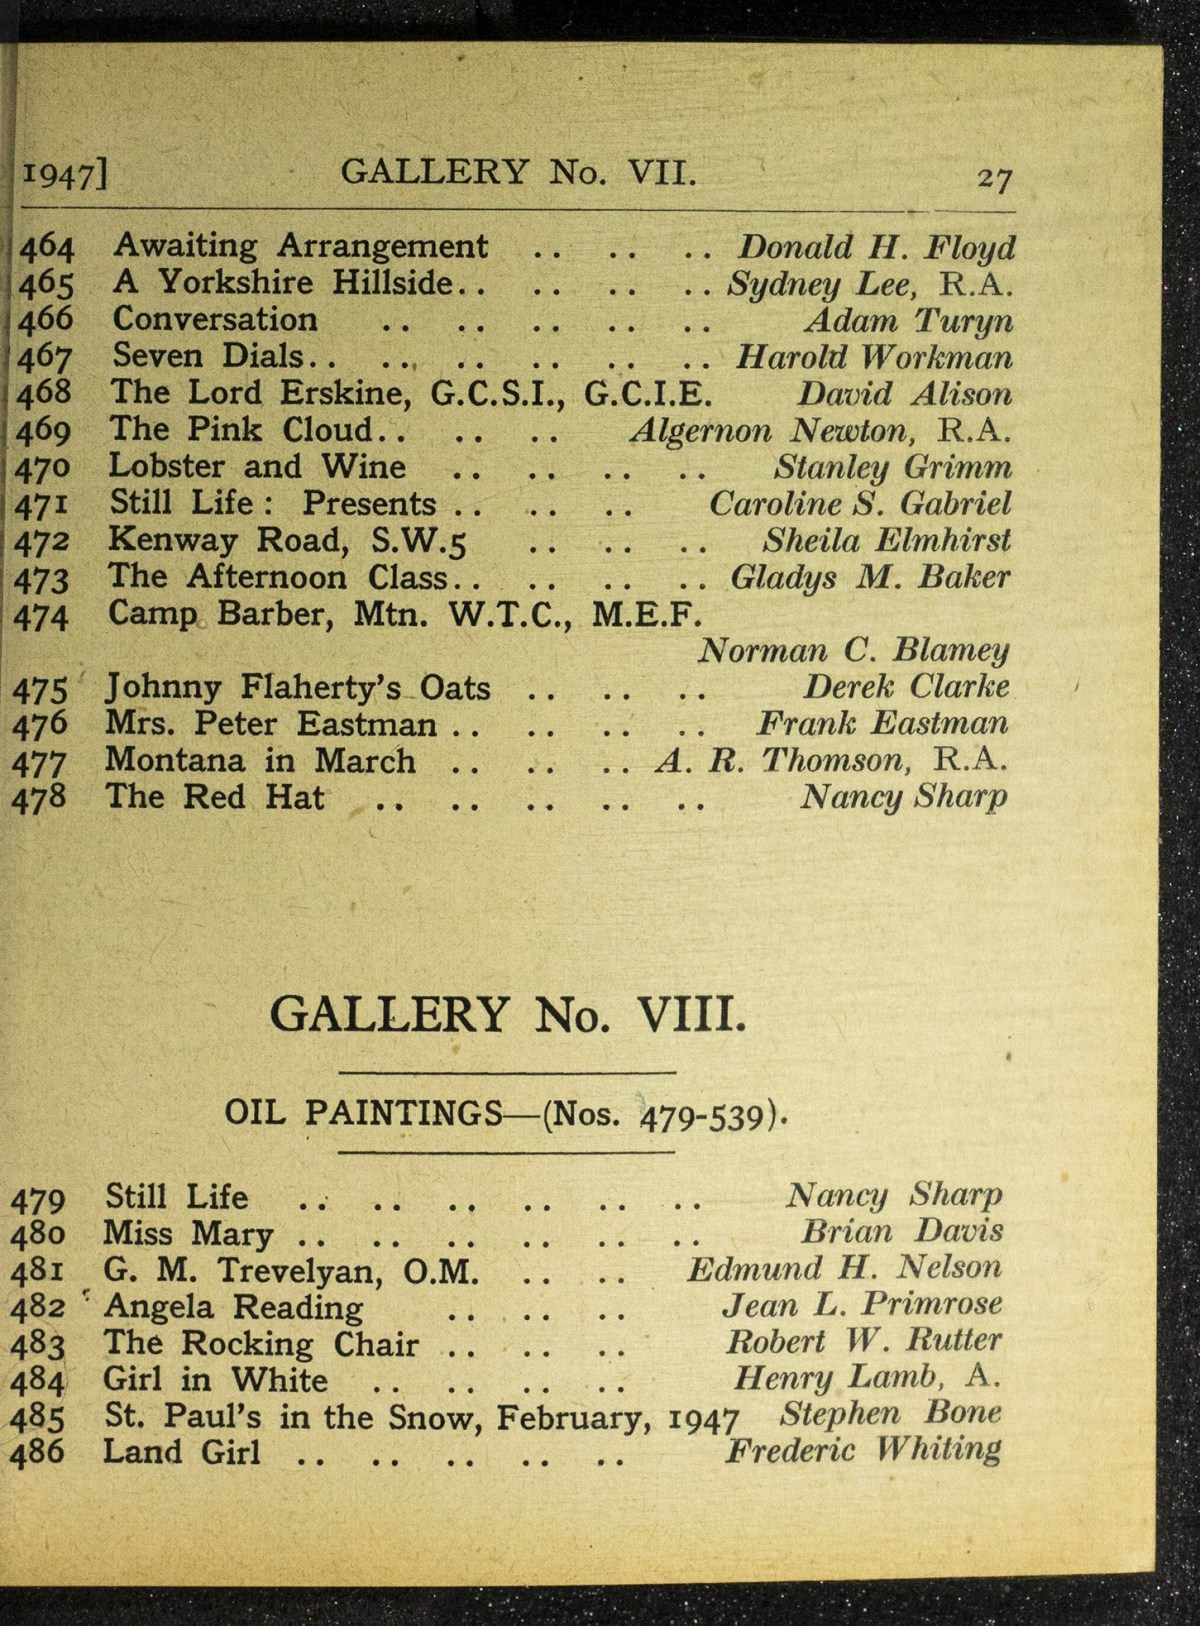 1947] GALLERY No. VII. 27
464 Awaiting Arrangement .. .. .. Donald H. Floyd
465 A Yorkshire Hillside.. .. .. .. Sydney Lee, R.A.
466 Conversation .. .. .. .. .. Adam Turyn
467 Seven Dials.. .. .. .. .. .. Harold Workman
468 The Lord Erskine, G.C.S.I., G.C.I.E. David Alison
469 The Pink Cloud.. .. .. Algernon Newton, R.A.
470 Lobster and Wine .. .. .. .. Stanley Grimm
471 Still Life : Presents .. .. .. Caroline S. Gabriel
472 Kenway Road, S.W.5 .. .. .. Sheila Elmhirst
473 The Afternoon Class.. .. .. .. Gladys M. Baker
474 Camp Barber, Mtn. W.T.C., M.E.F.
Norman C. Blamey
475 Johnny Flaherty's Oats .. .. .. Derek Clarke
476 Mrs. Peter Eastman .. .. .. .. Frank Eastman
477 Montana in March .. .. .. A. R. Thomson, R.A.
478 The Red Hat .. .. .. .. .. Nancy Sharp
GALLERY No. VIII.
OIL PAINTINGS—(Nos. 479-539).
479 Still Life .. .. .. .. .. .. Nancy Sharp
480 Miss Mary .. .. .. .. .. .. Brian Davis
481 G. M. Trevelyan, O.M. .. .. Edmund H. Nelson
482 Angela Reading .. .. .. Jean L. Primrose
483 The Rocking Chair .. .. .. Robert W. Rutter
484 Girl in White .. .. .. .. Henry Lamb, A.
485 St. Paul's in the Snow, February, 1947 Stephen Bone
486 Land Girl .. .. .. .. .. Frederic Whiting